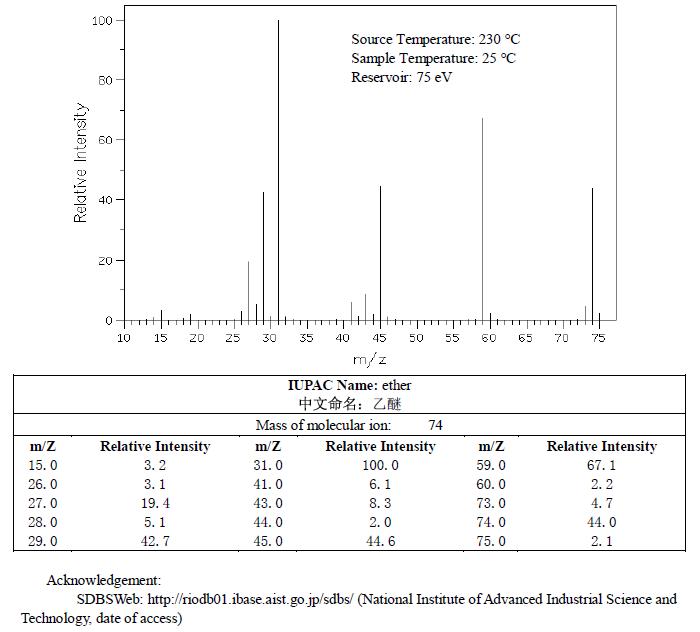 Source Temperature: 230 °C
Sample Temperature: 25 °C
Reservoir: 75 eV
Relative Intensity
100
80
60
40
20
0
10 15 20 25 30 35 40 45 50 55 60 65 70 75
m/z
IUPAC Name: ether
中文命名：乙醚
Mass of molecular ion: 74
m/Z Relative Intensity m/Z Relative Intensity m/Z Relative Intensity
15.0 3.2 31.0 100.0 59.0 67.1
26.0 3.1 41.0 6.1 60.0 2.2
27.0 19.4 43.0 8.3 73.0 4.7
28.0 5.1 44.0 2.0 74.0 44.0
29.0 42.7 45.0 44.6 75.0 2.1
Acknowledgement:
SDBSWeb: http://riodb01.ibase.aist.go.jp/sdbs/ (National Institute of Advanced Industrial Science and
Technology, date of access)